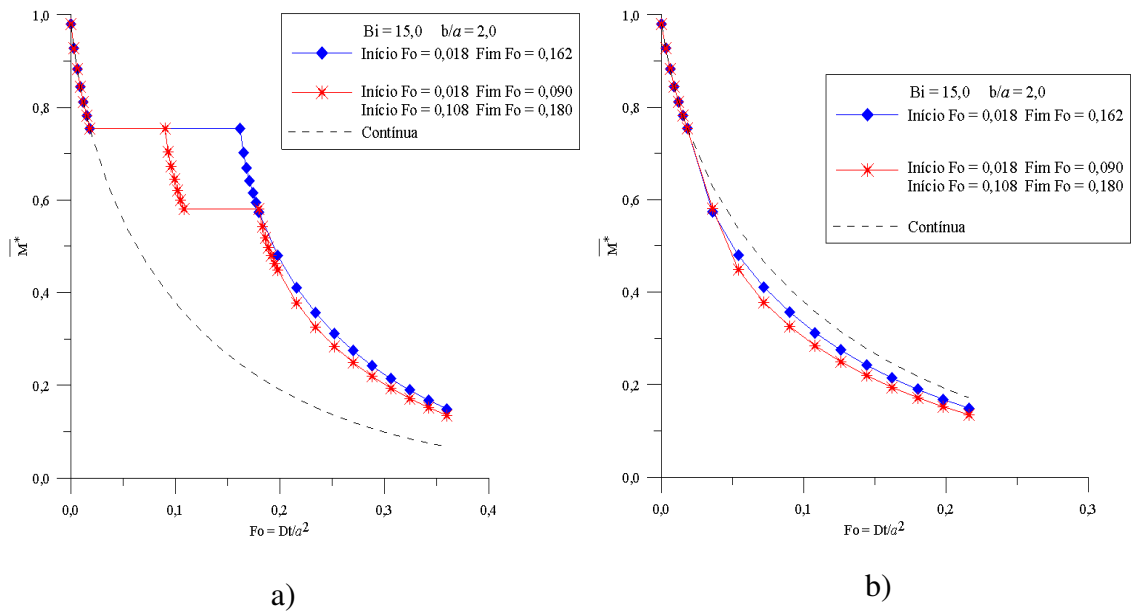 1,0
0,8
0,6
0,4
0,2
0,0
M*
Bi = 15,0 b/a = 2,0
Início Fo = 0,018 Fim Fo = 0,162
Início Fo = 0,018 Fim Fo = 0,090
Início Fo = 0,108 Fim Fo = 0,180
Contínua
0,0 0,1 0,2 0,3 0,4
Fo = Dt/a²
a)
1,0
0,8
0,6
0,4
0,2
0,0
M*
Bi = 15,0 b/a = 2,0
Início Fo = 0,018 Fim Fo = 0,162
Início Fo = 0,018 Fim Fo = 0,090
Início Fo = 0,108 Fim Fo = 0,180
Contínua
0,0 0,1 0,2 0,3
Fo = Dt/a²
b)